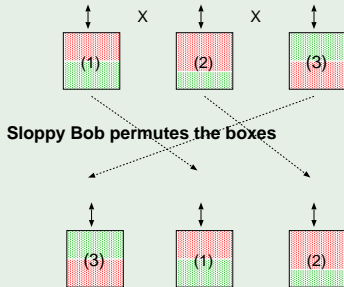 X X
(1) (2) (3)
Sloppy Bob permutes the boxes
(3) (1) (2)